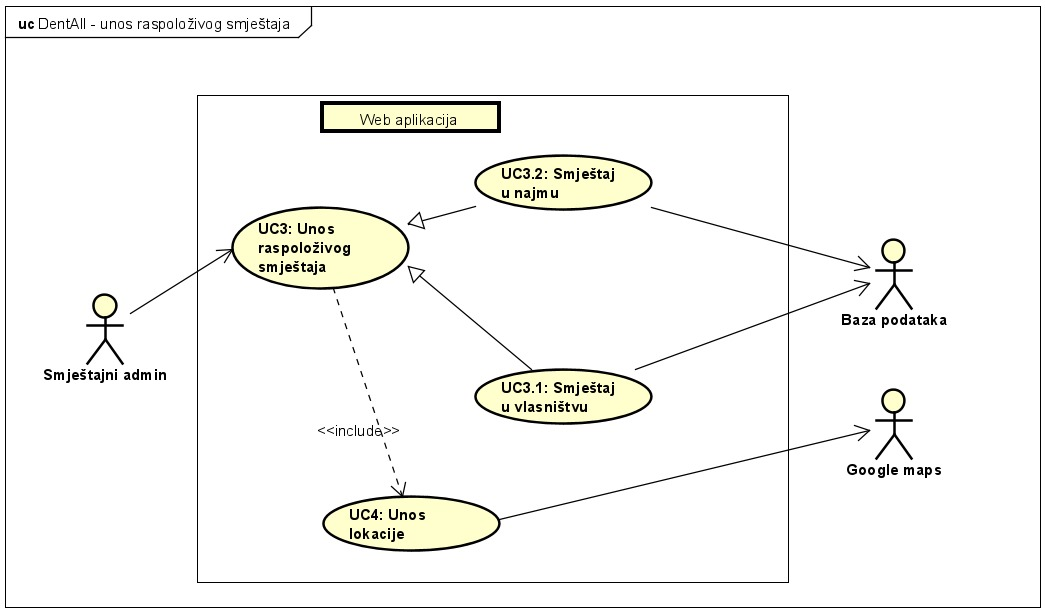 uc DentAll - unos raspoloživog smještaja
Web aplikacija
UC3.2: Smještaj
u najmu
UC3: Unos
raspoloživog
smještaja
Baza podataka
Smještajni admin
UC3.1: Smještaj
u vlasništvu
<<include>>
Google maps
UC4: Unos
lokacije